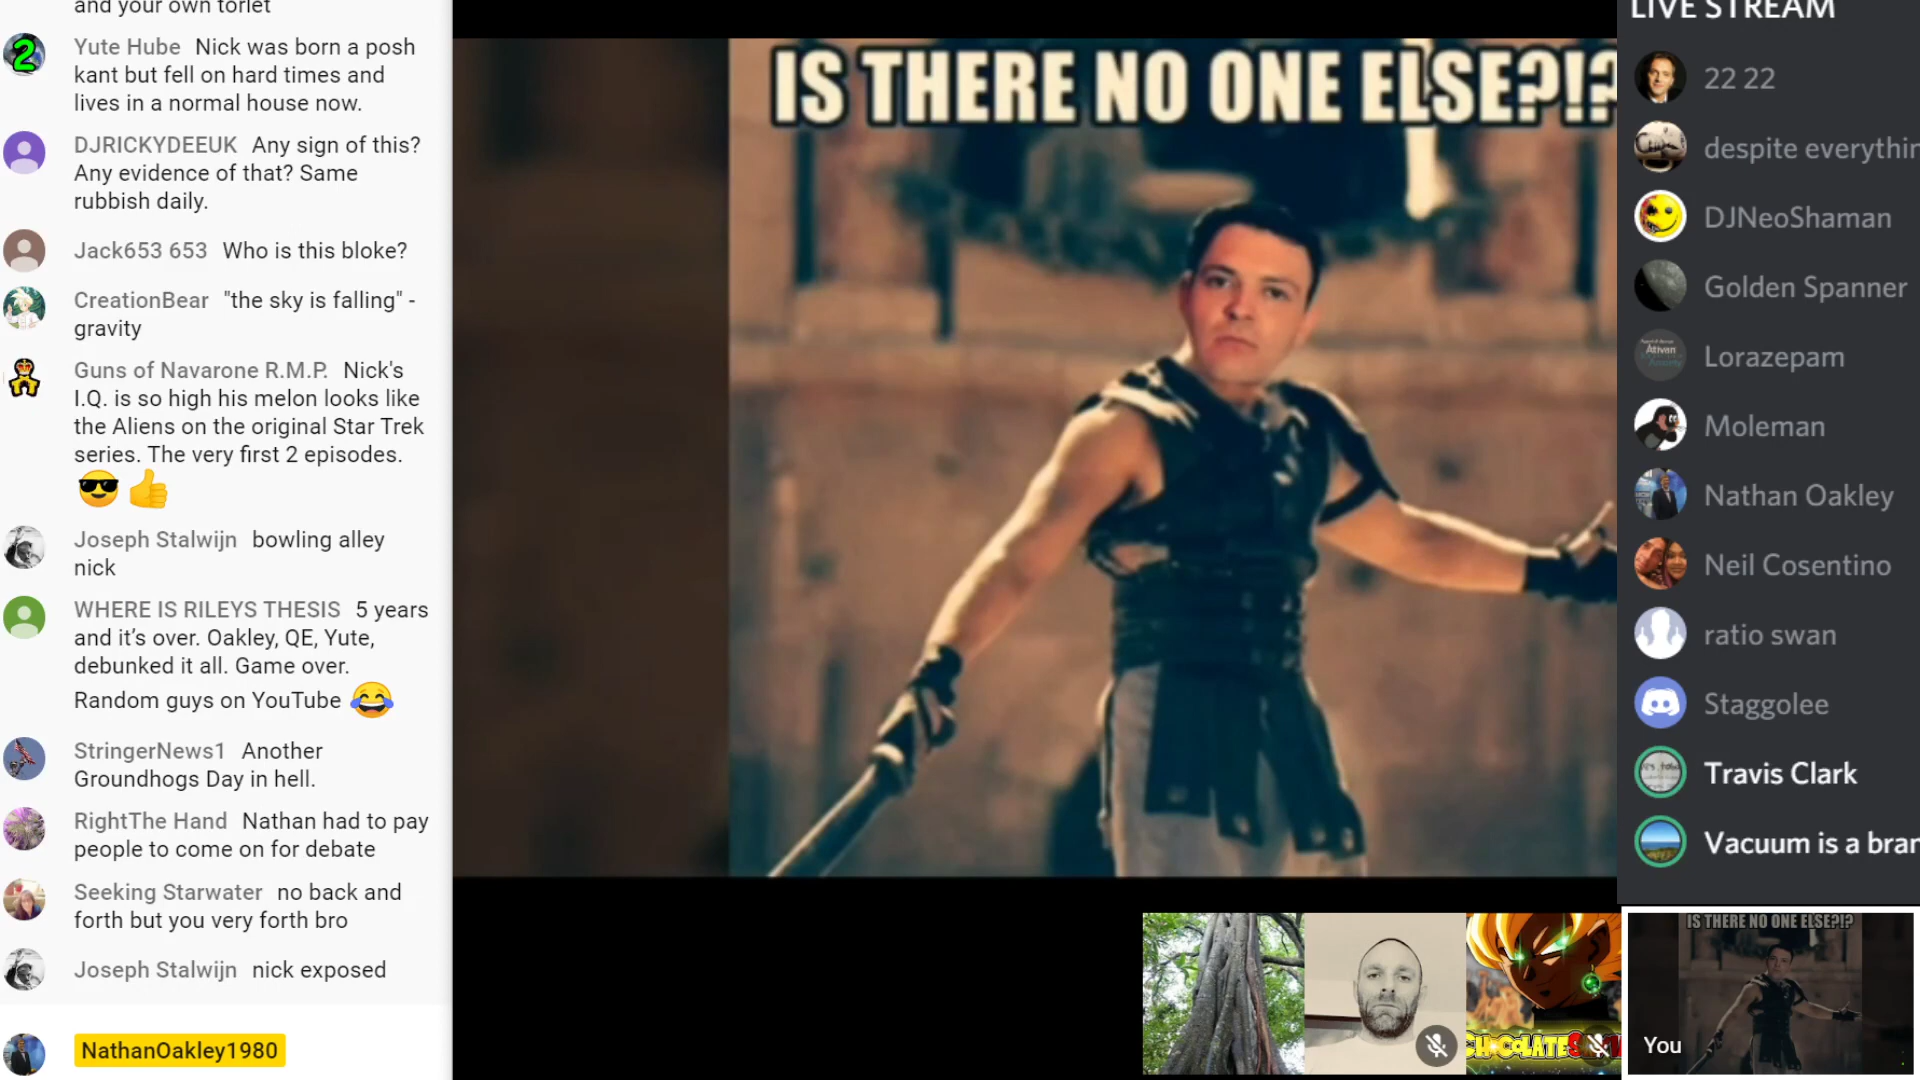 and your own torlet
Yute Hube Nick was born a posh
kant but fell on hard times and
lives in a normal house now.
DJRICKYDEEUK Any sign of this?
Any evidence of that? Same
rubbish daily.
Jack653 653 Who is this bloke?
CreationBear "the sky is falling" -
gravity
Guns of Navarone R.M.P. Nick's
I.Q. is so high his melon looks like
the Aliens on the original Star Trek
series. The very first 2 episodes.
😎👍
Joseph Stalwijn bowling alley
nick
WHERE IS RILEYS THESIS 5 years
and it’s over. Oakley, QE, Yute,
debunked it all. Game over.
Random guys on YouTube 😂
StringerNews1 Another
Groundhogs Day in hell.
RightThe Hand Nathan had to pay
people to come on for debate
Seeking Starwater no back and
forth but you very forth bro
Joseph Stalwijn nick exposed
NathanOakley1980
IS THERE NO ONE ELSE?!?
LIVE STREAM
22 22
despite everythin
DJNeoShaman
Golden Spanner
Ativan
Lorazepam
Moleman
Nathan Oakley
Neil Cosentino
ratio swan
Staggolee
Travis Clark
Vacuum is a bran
CHOCOLATE
IS THERE NO ONE ELSE?!?
You